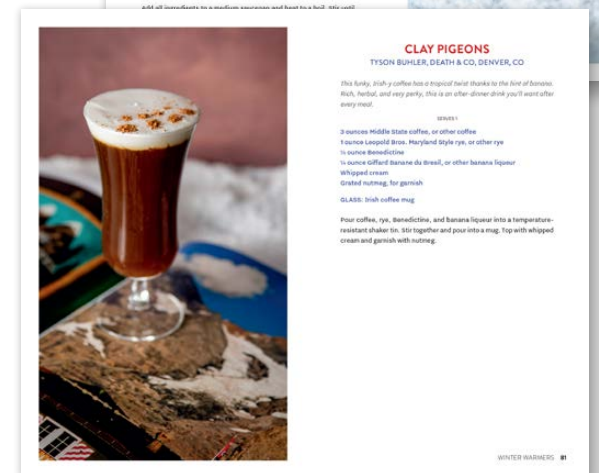 Add all ingredients to a medium saucepan and heat to a boil. Stir until
CLAY PIGEONS
TYSON BUHLER, DEATH & CO, DENVER, CO
This funky, Irish-y coffee has a tropical twist thanks to the hint of banana.
Rich, herbal, and very perky, this is an after-dinner drink you'll want after
every meal.
SERVES 1
3 ounces Middle State coffee, or other coffee
1 ounce Leopold Bros. Maryland Style rye, or other rye
ounce Benedictine
ounce Giffard Banane du Bresil, or other banana liqueur
Whipped cream
Grated nutmeg, for garnish
GLASS: Irish coffee mug
Pour coffee, rye, Benedictine, and banana liqueur into a temperature-
resistant shaker tin. Stir together and pour into a mug. Top with whipped
cream and garnish with nutmeg.
WINTER WARMERS 81